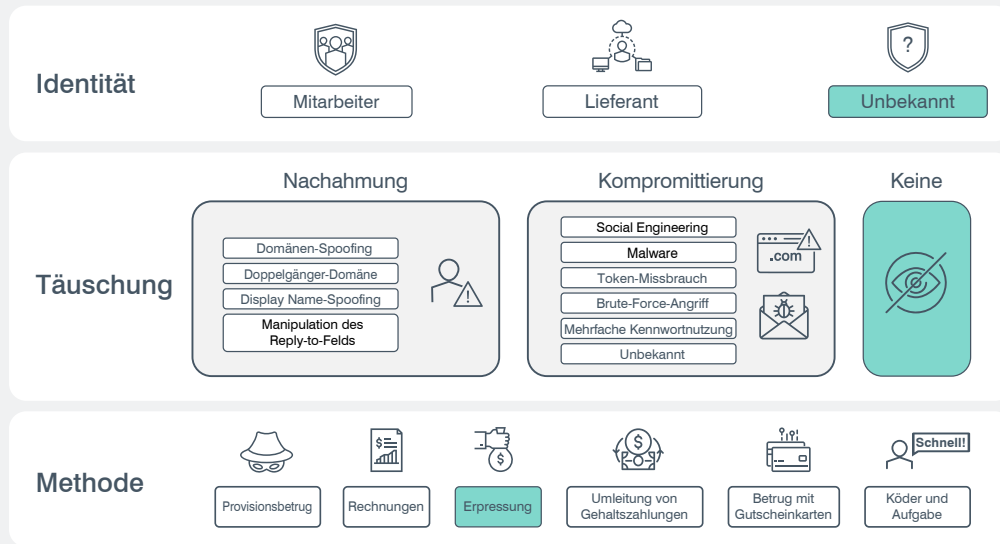 Identität
Mitarbeiter
Lieferant
?
Unbekannt
Täuschung
Nachahmung
Domänen-Spoofing
Doppelgänger-Domäne
Display Name-Spoofing
Manipulation des
Reply-to-Felds
!
Kompromittierung
Social Engineering
Malware
Token-Missbrauch
Brute-Force-Angriff
Mehrfache Kennwortnutzung
Unbekannt
!
.com
Keine
Methode
Provisionsbetrug
$
Rechnungen
$
Erpressung
$
Umleitung von
Gehaltszahlungen
Betrug mit
Gutscheinkarten
Schnell!
Köder und
Aufgabe